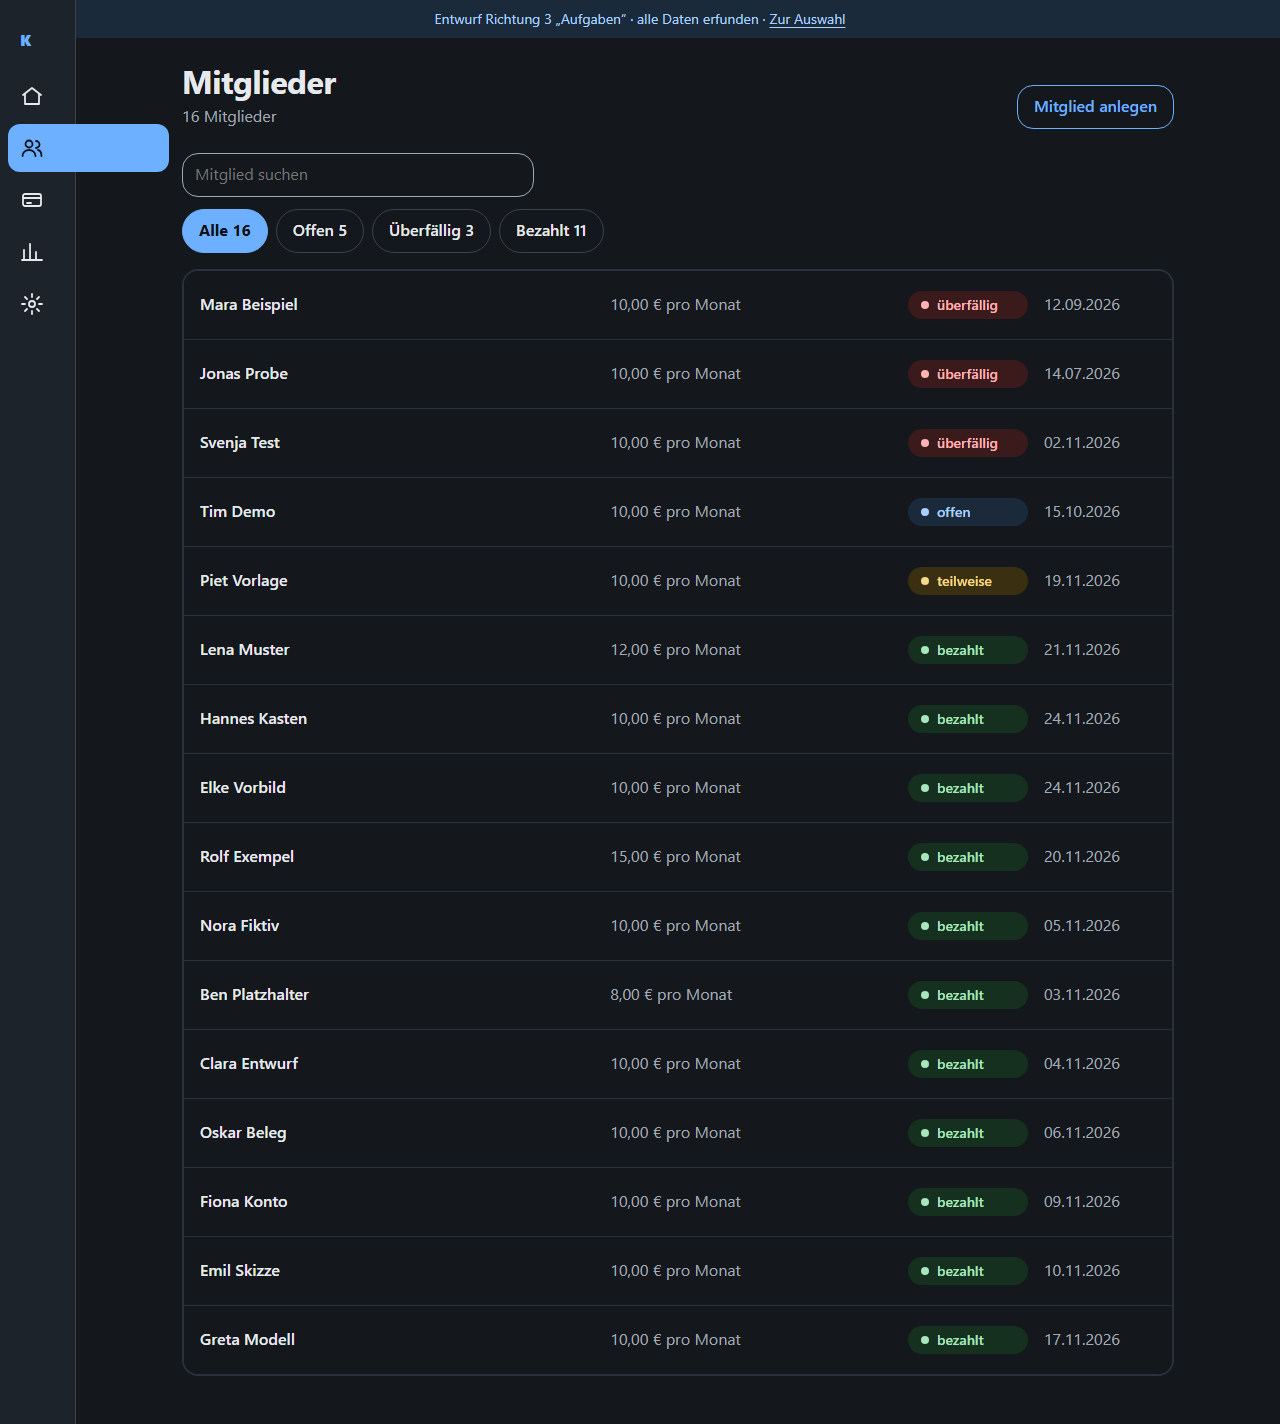 Entwurf Richtung 3 „Aufgaben“ · alle Daten erfunden · Zur Auswahl
K
Mitglieder
16 Mitglieder
Mitglied anlegen
Mitglied suchen
Alle 16 Offen 5 Überfällig 3 Bezahlt 11
Mara Beispiel 10,00 € pro Monat überfällig 12.09.2026
Jonas Probe 10,00 € pro Monat überfällig 14.07.2026
Svenja Test 10,00 € pro Monat überfällig 02.11.2026
Tim Demo 10,00 € pro Monat offen 15.10.2026
Piet Vorlage 10,00 € pro Monat teilweise 19.11.2026
Lena Muster 12,00 € pro Monat bezahlt 21.11.2026
Hannes Kasten 10,00 € pro Monat bezahlt 24.11.2026
Elke Vorbild 10,00 € pro Monat bezahlt 24.11.2026
Rolf Exempel 15,00 € pro Monat bezahlt 20.11.2026
Nora Fiktiv 10,00 € pro Monat bezahlt 05.11.2026
Ben Platzhalter 8,00 € pro Monat bezahlt 03.11.2026
Clara Entwurf 10,00 € pro Monat bezahlt 04.11.2026
Oskar Beleg 10,00 € pro Monat bezahlt 06.11.2026
Fiona Konto 10,00 € pro Monat bezahlt 09.11.2026
Emil Skizze 10,00 € pro Monat bezahlt 10.11.2026
Greta Modell 10,00 € pro Monat bezahlt 17.11.2026